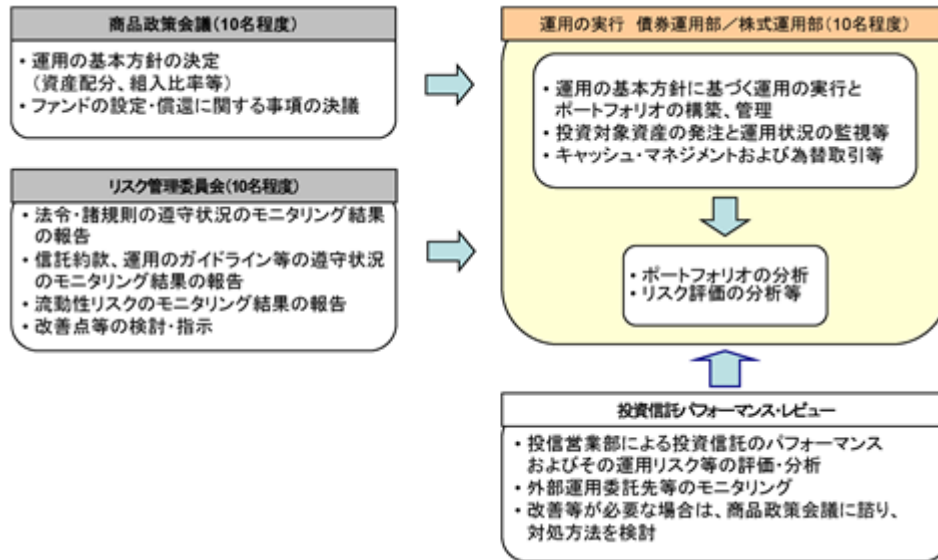 商品政策会議(10名程度)
・運用の基本方針の決定
(資産配分、組入比率等)
・ファンドの設定・償還に関する事項の決議
リスク管理委員会(10名程度)
・法令・諸規則の遵守状況のモニタリング結果
の報告
・信託約款、運用のガイドライン等の遵守状況
のモニタリング結果の報告
・流動性リスクのモニタリング結果の報告
・改善点等の検討・指示
運用の実行 債券運用部／株式運用部(10名程度)
・運用の基本方針に基づく運用の実行と
ポートフォリオの構築、管理
・投資対象資産の発注と運用状況の監視等
・キャッシュ・マネジメントおよび為替取引等
・ポートフォリオの分析
・リスク評価の分析等
投資信託パフォーマンス・レビュー
・投信営業部による投資信託のパフォーマンス
およびその運用リスク等の評価・分析
・外部運用委託先等のモニタリング
・改善等が必要な場合は、商品政策会議に諮り、
対処方法を検討